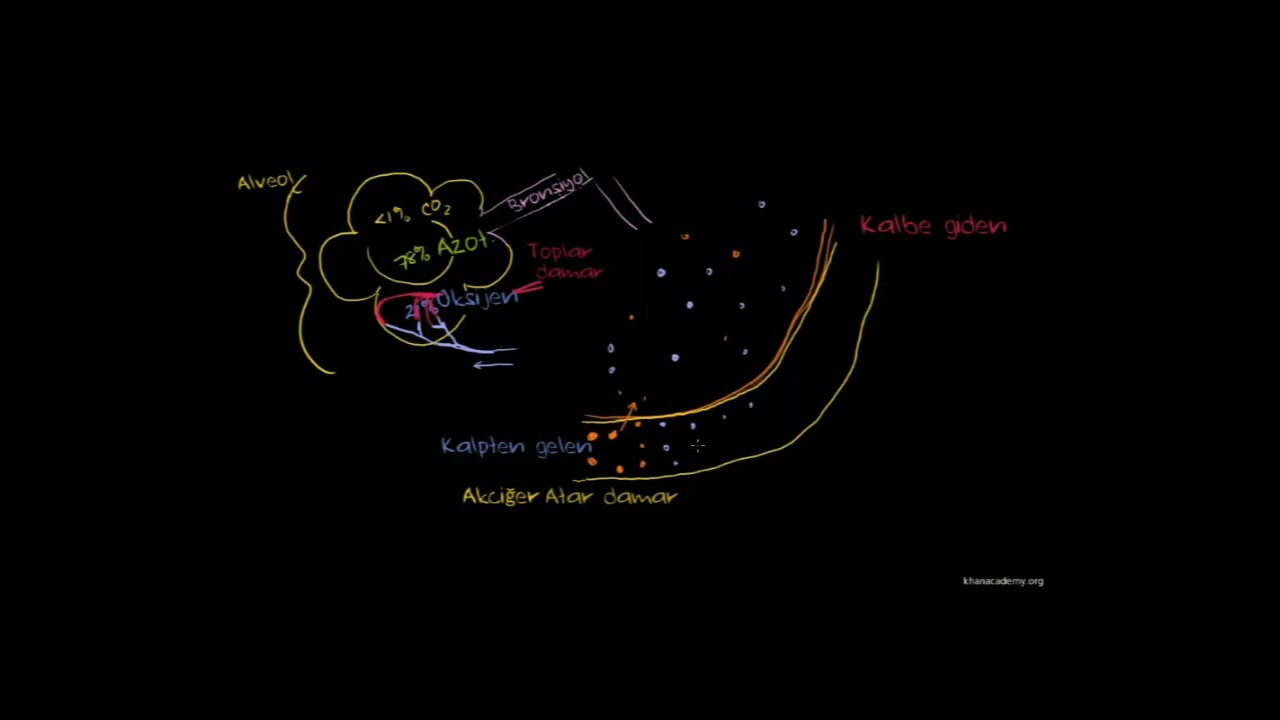 Alveol
<1% CO2
78% Azot
21% Oksijen
Bronşiyol
Toplar
damar
Kalbe giden
Kalpten gelen
Akciğer Atar damar
khanacademy.org